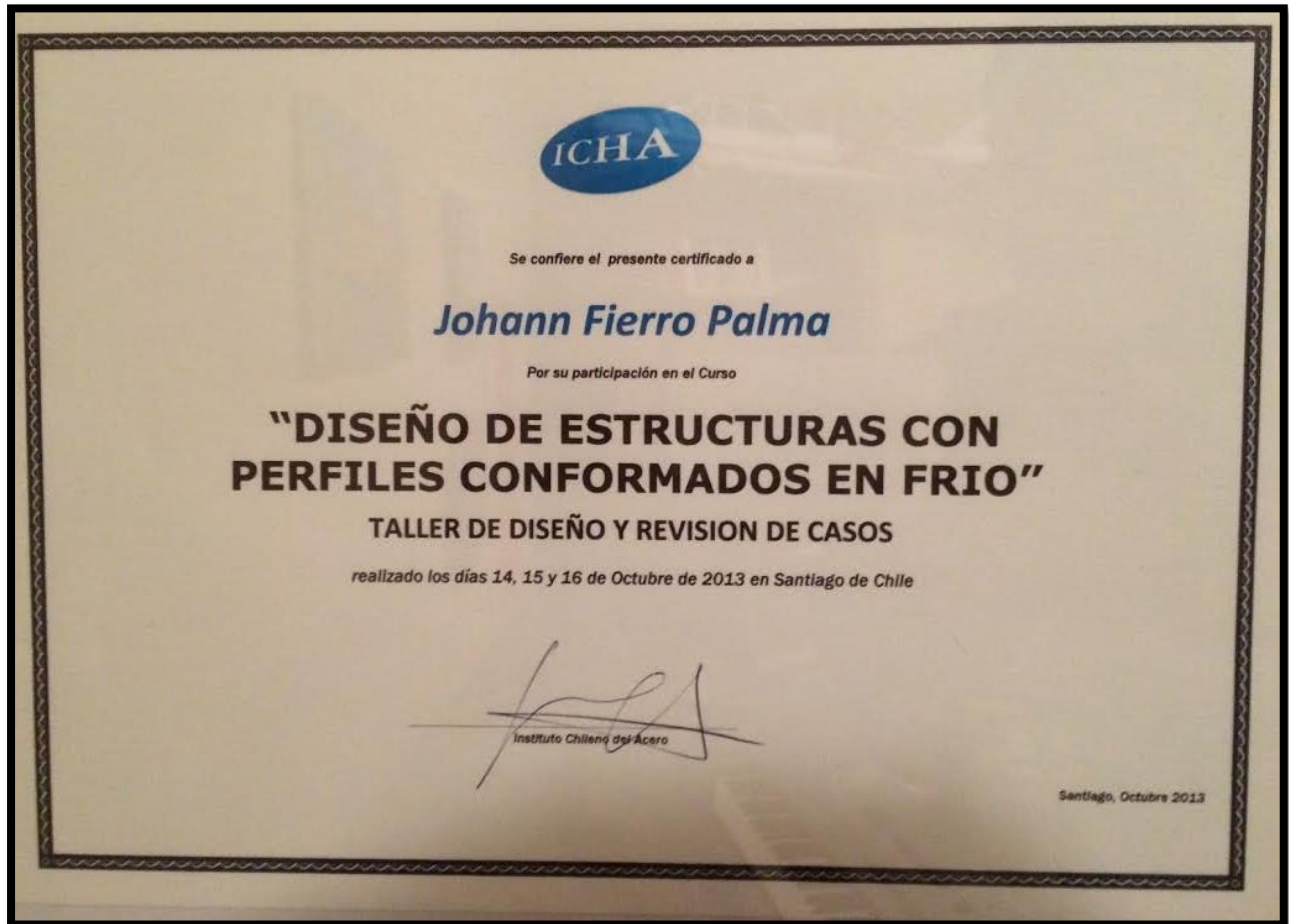 ICHA
Se confiere el presente certificado a
Johann Fierro Palma
Por su participación en el Curso
"DISEÑO DE ESTRUCTURAS CON
PERFILES CONFORMADOS EN FRIO"
TALLER DE DISEÑO Y REVISION DE CASOS
realizado los días 14, 15 y 16 de Octubre de 2013 en Santiago de Chile
Instituto Chileno del Acero
Santiago, Octubre 2013